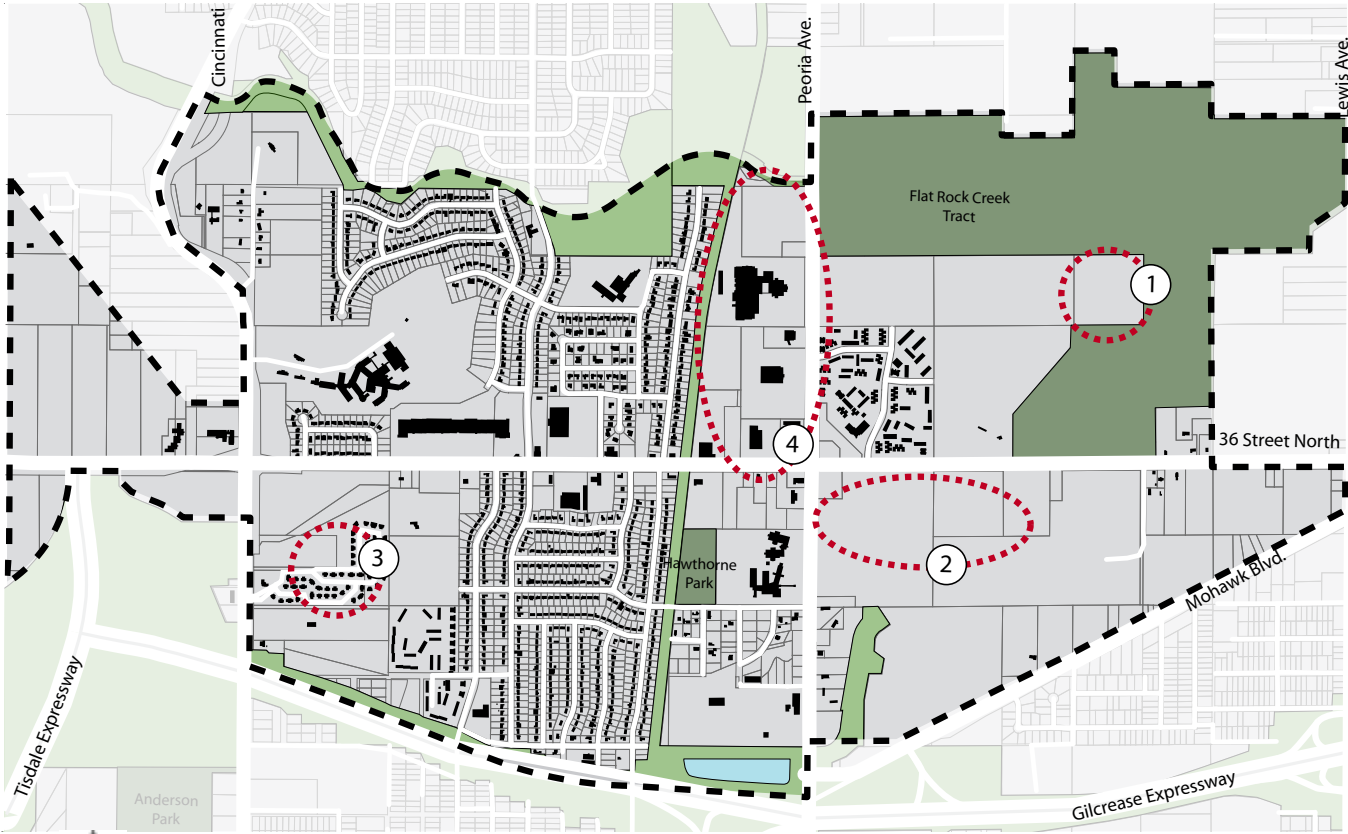 Cincinnati
Peoria Ave.
Lewis Ave.
Flat Rock Creek
Tract
1
36 Street North
4
3
2
Hawthorne
Park
Mohawk Blvd.
Tisdale Expressway
Anderson
Park
Gilcrease Expressway